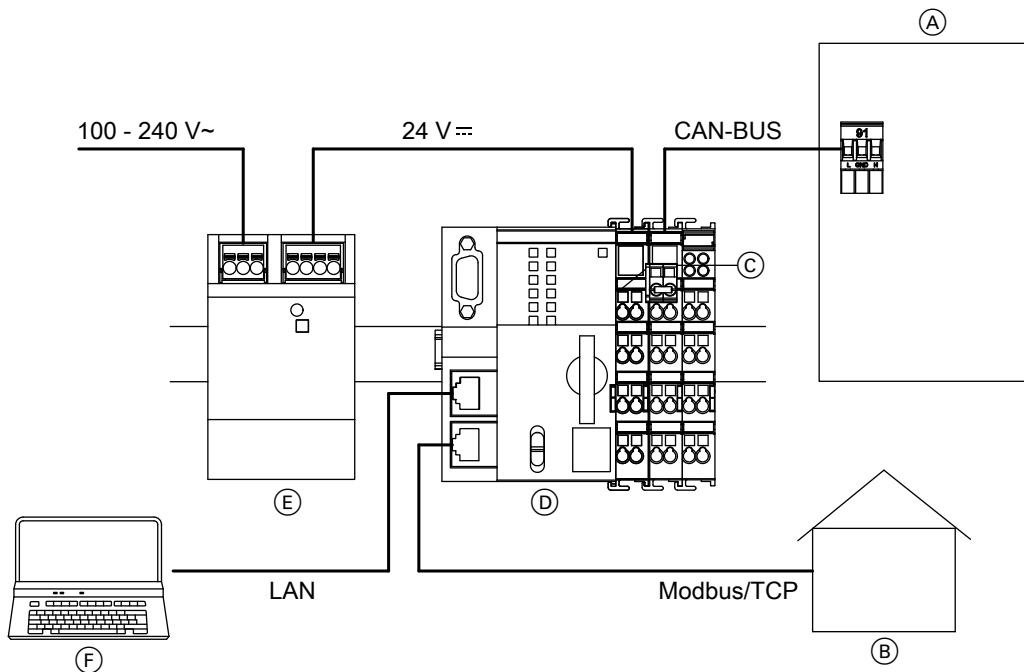 Ⓐ
100 - 240 V~
24 V⎓
CAN-BUS
91
L GND H
Ⓒ
Ⓔ
Ⓓ
LAN
Modbus/TCP
Ⓕ
Ⓑ